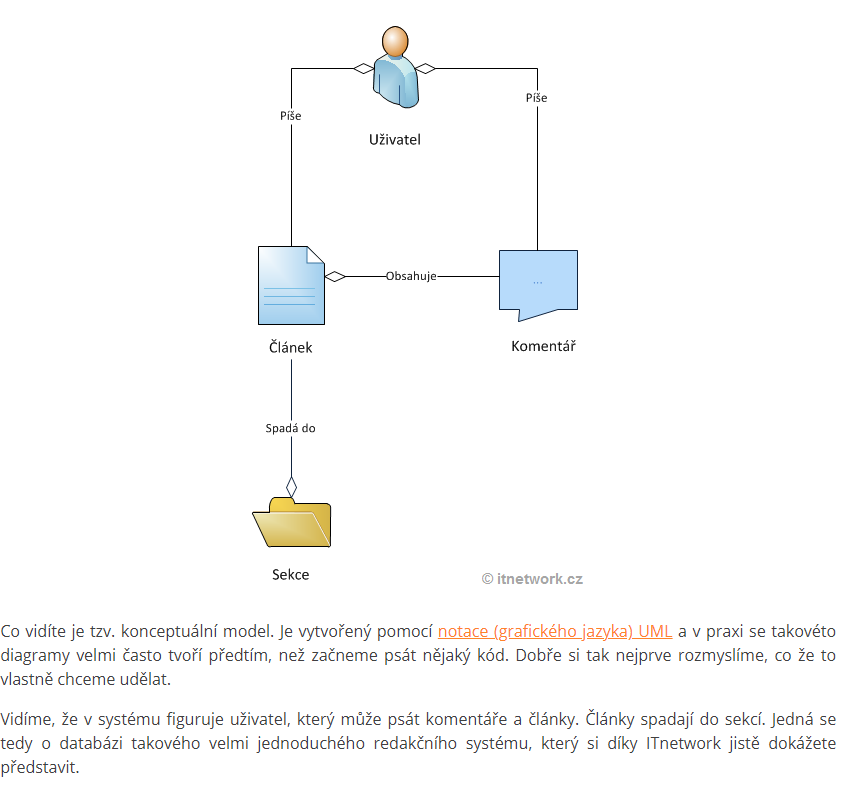 Píše
Píše
Uživatel
Obsahuje
...
Článek
Komentář
Spadá do
Sekce
© itnetwork.cz
Co vidíte je tzv. konceptuální model. Je vytvořený pomocí notace (grafického jazyka) UML a v praxi se takovéto
diagramy velmi často tvoří předtím, než začneme psát nějaký kód. Dobře si tak nejprve rozmyslíme, co že to
vlastně chceme udělat.
Vidíme, že v systému figuruje uživatel, který může psát komentáře a články. Články spadají do sekcí. Jedná se
tedy o databázi takového velmi jednoduchého redakčního systému, který si díky ITnetwork jistě dokážete
představit.